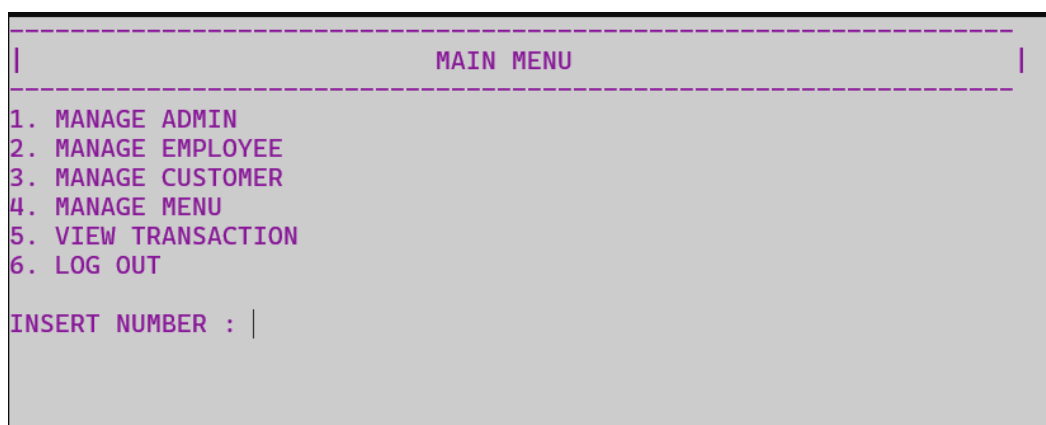 ------------------------------------------------------------------
| MAIN MENU |
------------------------------------------------------------------
1. MANAGE ADMIN
2. MANAGE EMPLOYEE
3. MANAGE CUSTOMER
4. MANAGE MENU
5. VIEW TRANSACTION
6. LOG OUT
INSERT NUMBER :